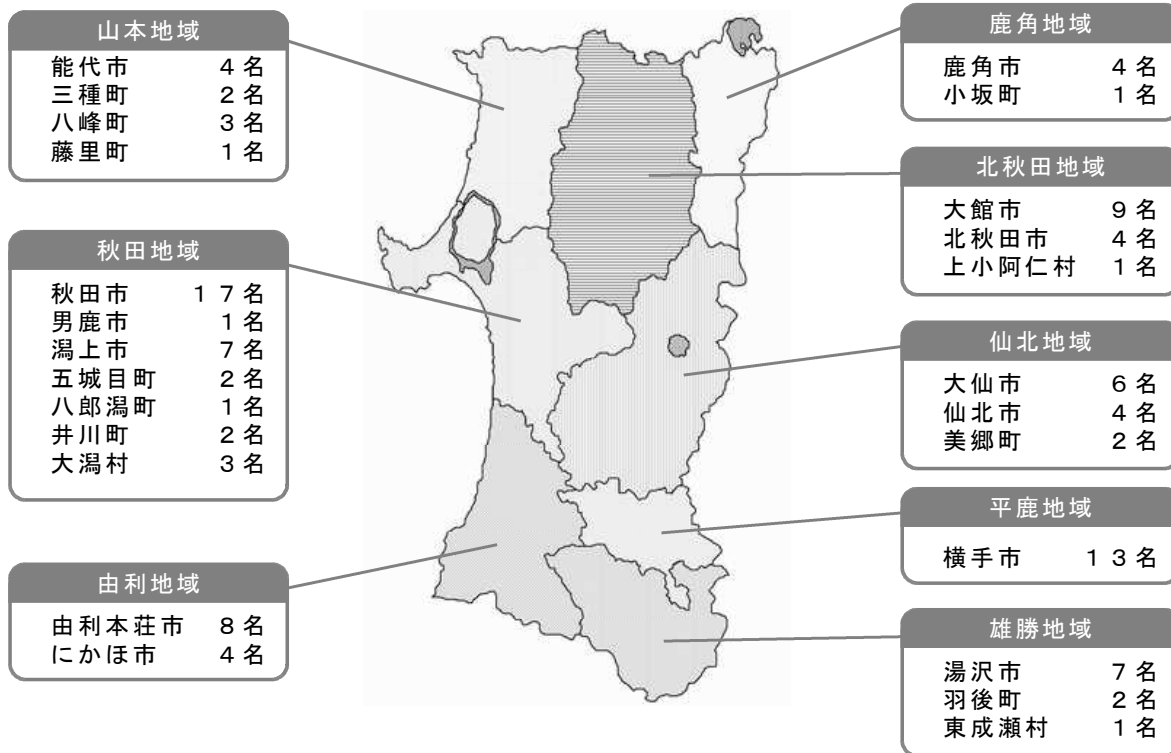 山本地域
能代市 4名
三種町 2名
八峰町 3名
藤里町 1名
秋田地域
秋田市 17名
男鹿市 1名
潟上市 7名
五城目町 2名
八郎潟町 1名
井川町 2名
大潟村 3名
由利地域
由利本荘市 8名
にかほ市 4名
鹿角地域
鹿角市 4名
小坂町 1名
北秋田地域
大館市 9名
北秋田市 4名
上小阿仁村 1名
仙北地域
大仙市 6名
仙北市 4名
美郷町 2名
平鹿地域
横手市 13名
雄勝地域
湯沢市 7名
羽後町 2名
東成瀬村 1名